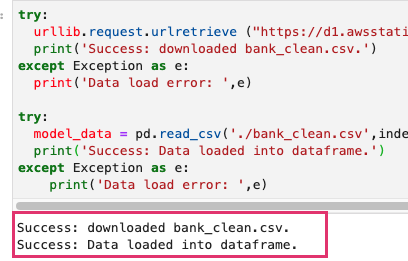 try:
  urllib.request.urlretrieve ("https://d1.awsstati
  print('Success: downloaded bank_clean.csv.')
except Exception as e:
  print('Data load error: ',e)

try:
  model_data = pd.read_csv('./bank_clean.csv',inde
  print('Success: Data loaded into dataframe.')
except Exception as e:
    print('Data load error: ',e)
Success: downloaded bank_clean.csv.
Success: Data loaded into dataframe.